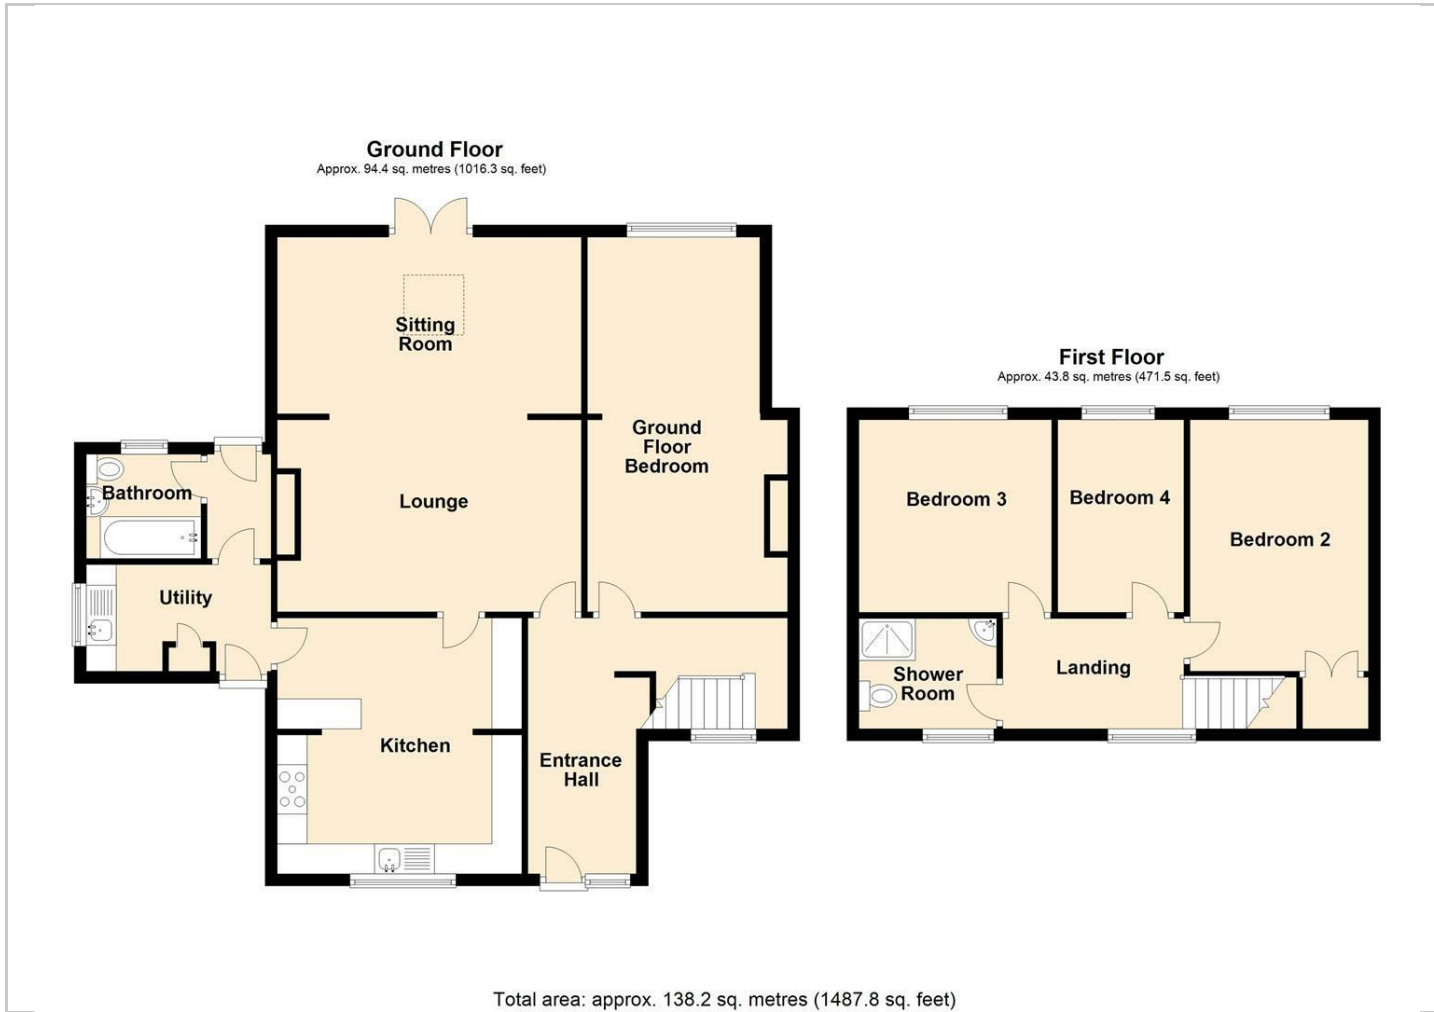 Ground Floor
Approx. 94.4 sq. metres (1016.3 sq. feet)
Sitting
Room
Ground
Floor
Bedroom
Lounge
Bathroom
Utility
Kitchen
Entrance
Hall
First Floor
Approx. 43.8 sq. metres (471.5 sq. feet)
Bedroom 3
Bedroom 4
Bedroom 2
Shower
Room
Landing
Total area: approx. 138.2 sq. metres (1487.8 sq. feet)